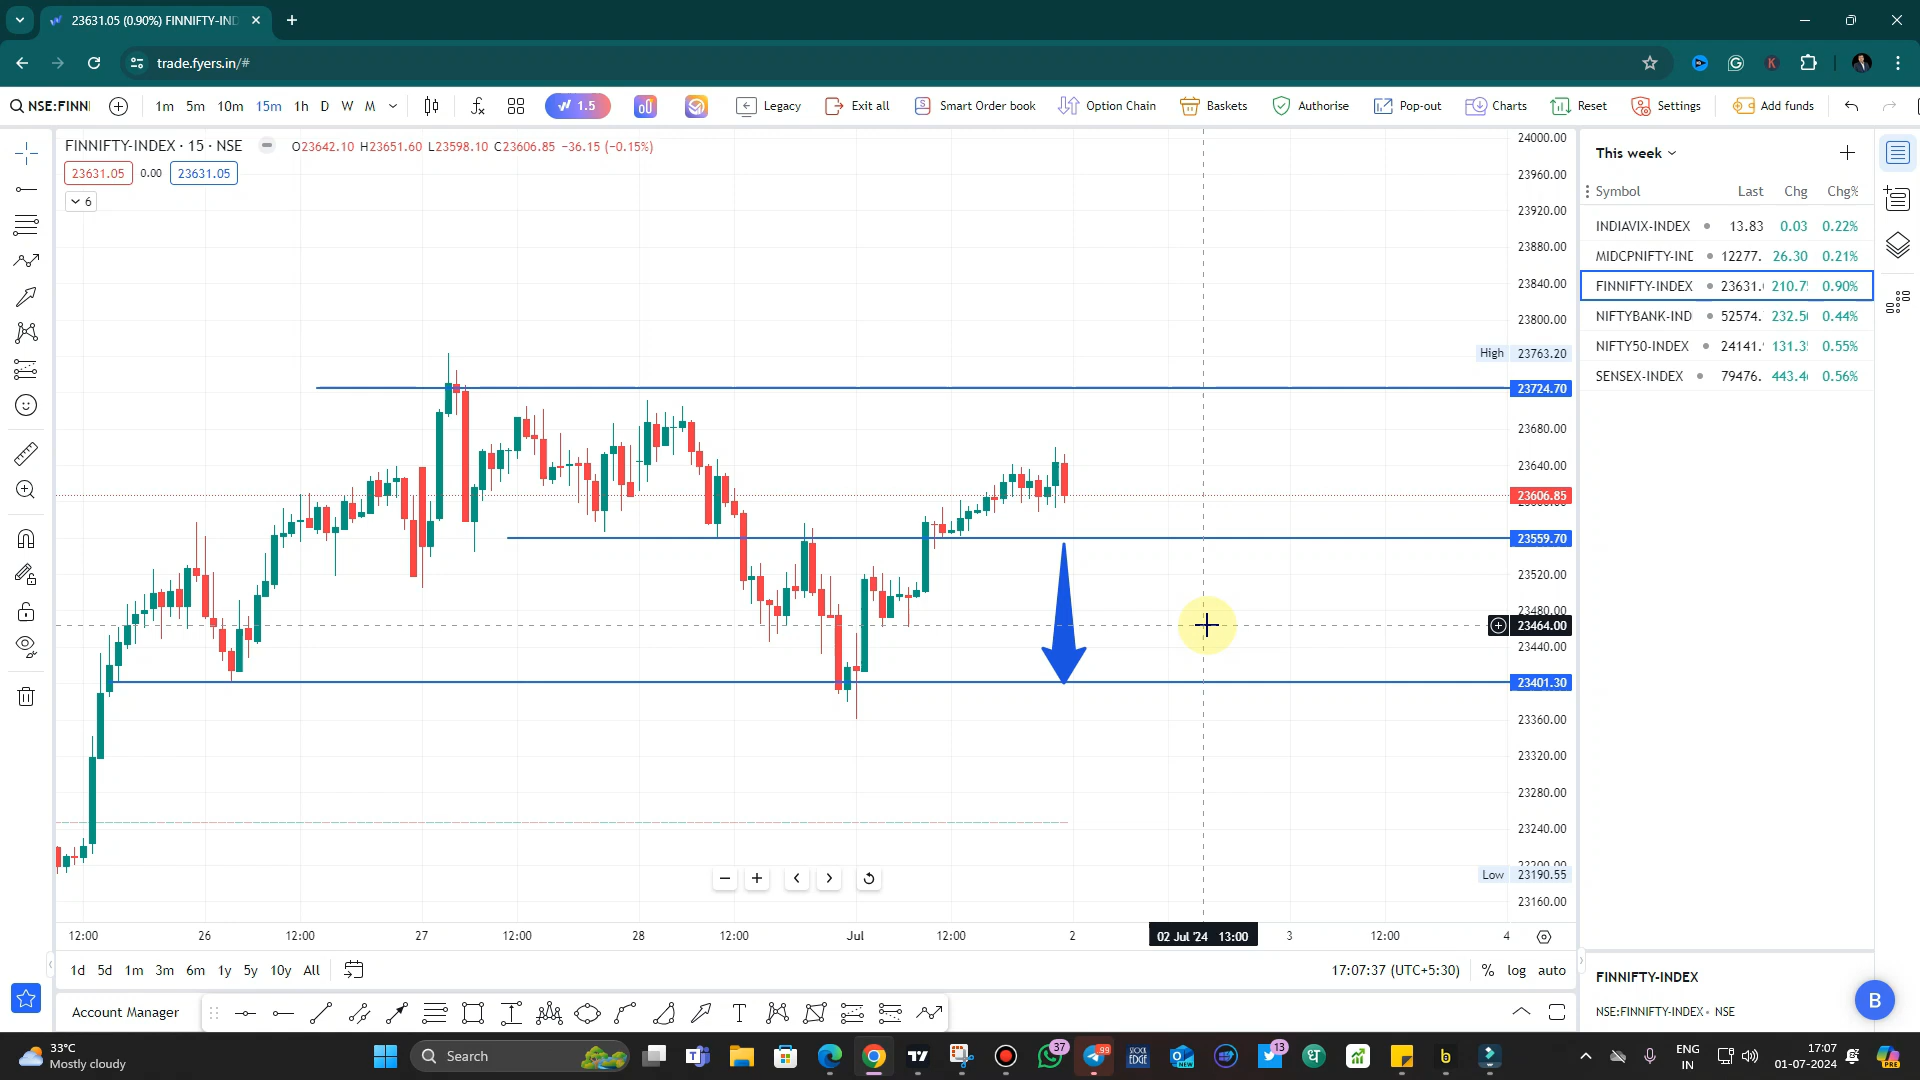 23631.05 (0.90%) FINNIFTY-IND
trade.fyers.in/#
NSE:FINNI 1m 5m 10m 15m 1h D W M 1.5 Legacy Exit all Smart Order book Option Chain Baskets Authorise Pop-out Charts Reset Settings Add funds
FINNIFTY-INDEX · 15 · NSE O23642.10 H23651.60 L23598.10 C23606.85 −36.15 (−0.15%)
23631.05 0.00 23631.05
6
24000.00
23960.00
23920.00
23880.00
23840.00
23800.00
High 23763.20
23724.70
23680.00
23640.00
23606.85
23559.70
23520.00
23480.00
23464.00
23440.00
23401.30
23360.00
23320.00
23280.00
23240.00
23200.00
Low 23190.55
23160.00
12:00 26 12:00 27 12:00 28 12:00 Jul 12:00 2 02 Jul '24 13:00 3 12:00 4
1d 5d 1m 3m 6m 1y 5y 10y All 17:07:37 (UTC+5:30) % log auto
Account Manager
This week
Symbol Last Chg Chg%
INDIAVIX-INDEX 13.83 0.03 0.22%
MIDCPNIFTY-INE 12277. 26.30 0.21%
FINNIFTY-INDEX 23631. 210.7 0.90%
NIFTYBANK-IND 52574. 232.5 0.44%
NIFTY50-INDEX 24141. 131.3 0.55%
SENSEX-INDEX 79476. 443.4 0.56%
FINNIFTY-INDEX
NSE:FINNIFTY-INDEX • NSE
B
33°C
Mostly cloudy
Search
37
99
STOCK
EDGE
NEW
13
ENG
IN
17:07
01-07-2024
PRE